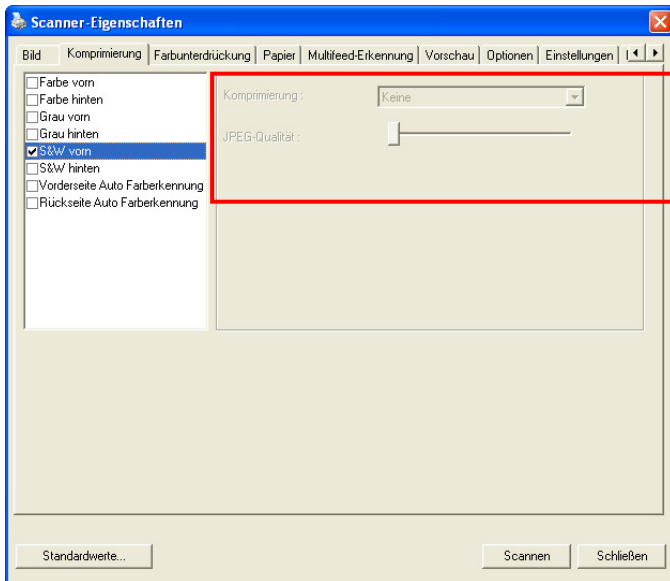 Scanner-Eigenschaften
Bild Komprimierung Farbunterdrückung Papier Multifeed-Erkennung Vorschau Optionen Einstellungen
Farbe vorn
Farbe hinten
Grau vorn
Grau hinten
S&W vorn
S&W hinten
Vorderseite Auto Farberkennung
Rückseite Auto Farberkennung
Komprimierung : Keine
JPEG-Qualität :
Standardwerte... Scannen Schließen